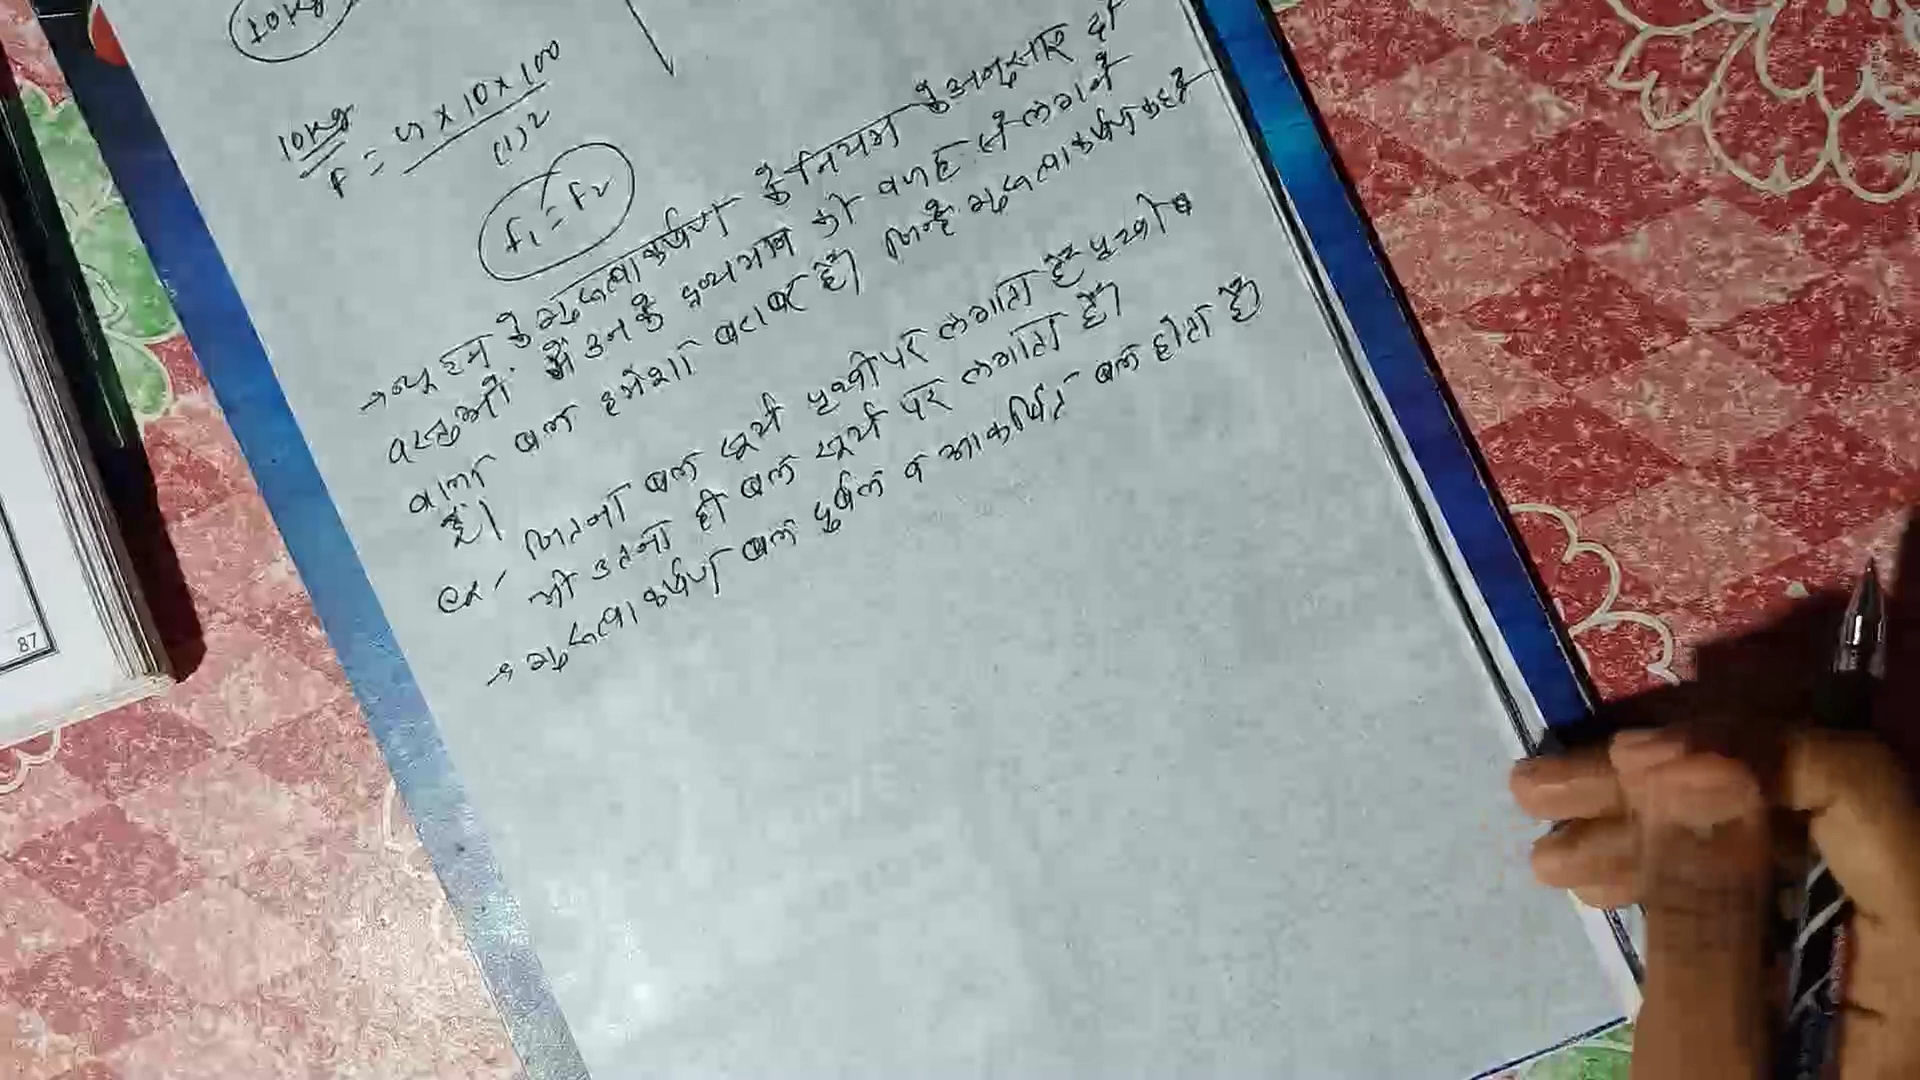 10kg
10kg
F = G × 10 × 100
(1)2
F1 = F2
→ न्यूटन के गुरुत्वाकर्षण के नियम के अनुसार दो
वस्तुओं में उनके द्रव्यमान की वजह से लगने
वाला बल हमेशा बराबर है। जिन्हें गुरुत्वाकर्षण कहते
है।
ex- जितना बल सूर्य पृथ्वी पर लगाता है पृथ्वी
भी उतना ही बल सूर्य पर लगाता है।
→ गुरुत्वाकर्षण बल दुर्बल व आकर्षित बल होता है
87